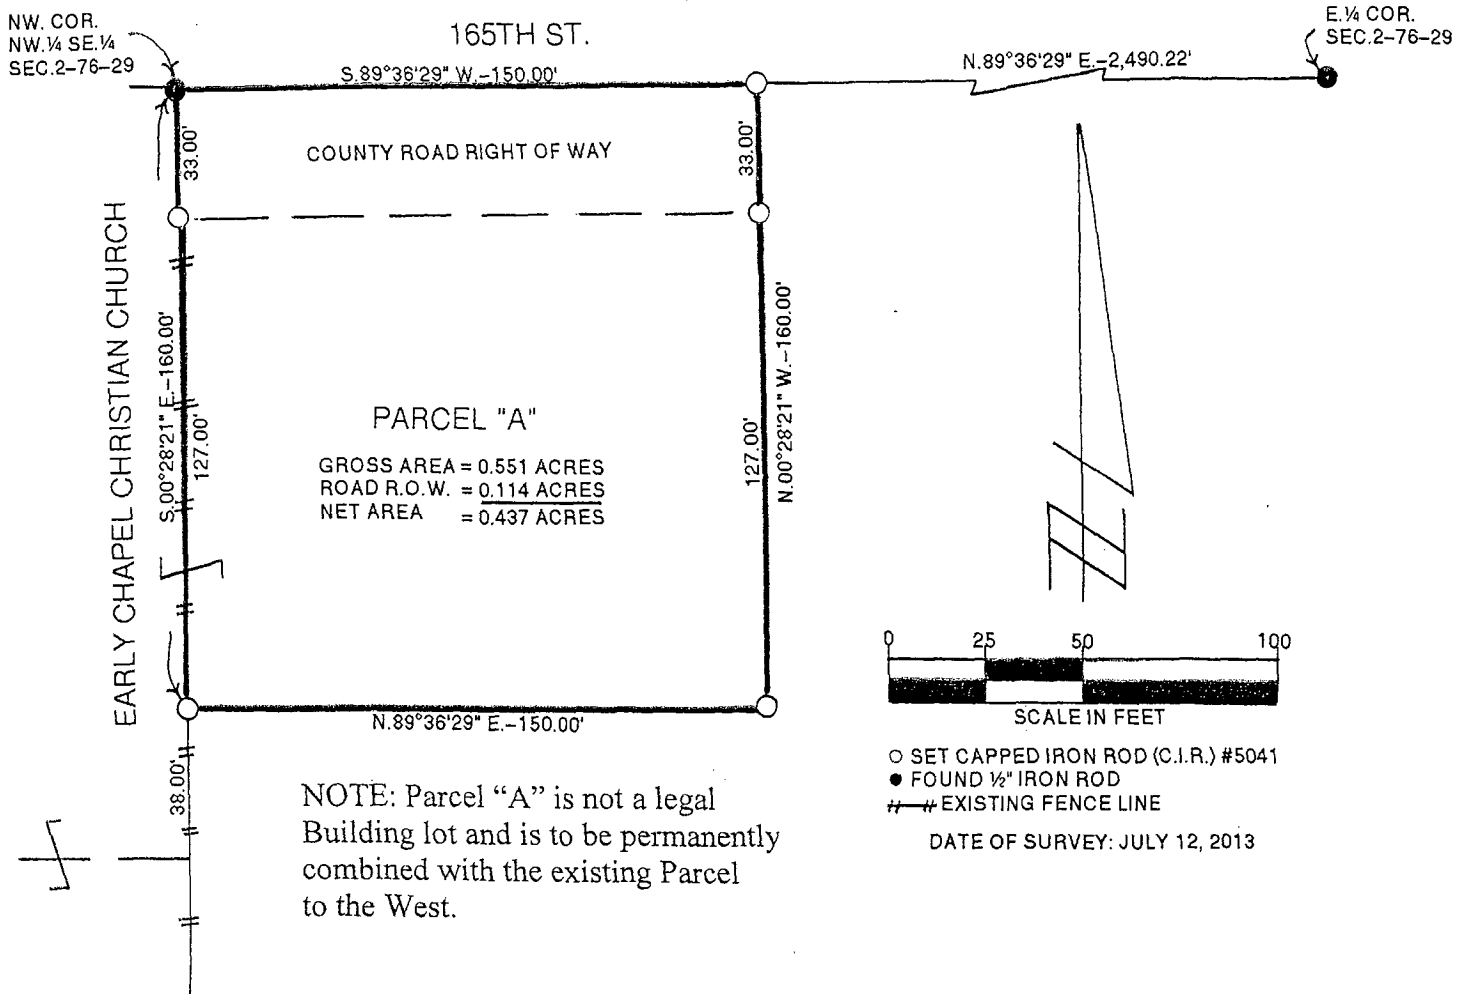 NW. COR.
NW.¼ SE.¼
SEC.2–76–29
165TH ST.
E.¼ COR.
SEC.2–76–29
S.89°36'29" W.–150.00'
N.89°36'29" E.–2,490.22'
33.00'
COUNTY ROAD RIGHT OF WAY
33.00'
EARLY CHAPEL CHRISTIAN CHURCH
S.00°28'21" E.–160.00'
127.00'
PARCEL "A"
GROSS AREA = 0.551 ACRES
ROAD R.O.W. = 0.114 ACRES
NET AREA = 0.437 ACRES
127.00'
N.00°28'21" W.–160.00'
N.89°36'29" E.–150.00'
38.00'
0 25 50 100
SCALE IN FEET
SET CAPPED IRON ROD (C.I.R.) #5041
FOUND ½" IRON ROD
EXISTING FENCE LINE
DATE OF SURVEY: JULY 12, 2013
NOTE: Parcel “A” is not a legal
Building lot and is to be permanently
combined with the existing Parcel
to the West.